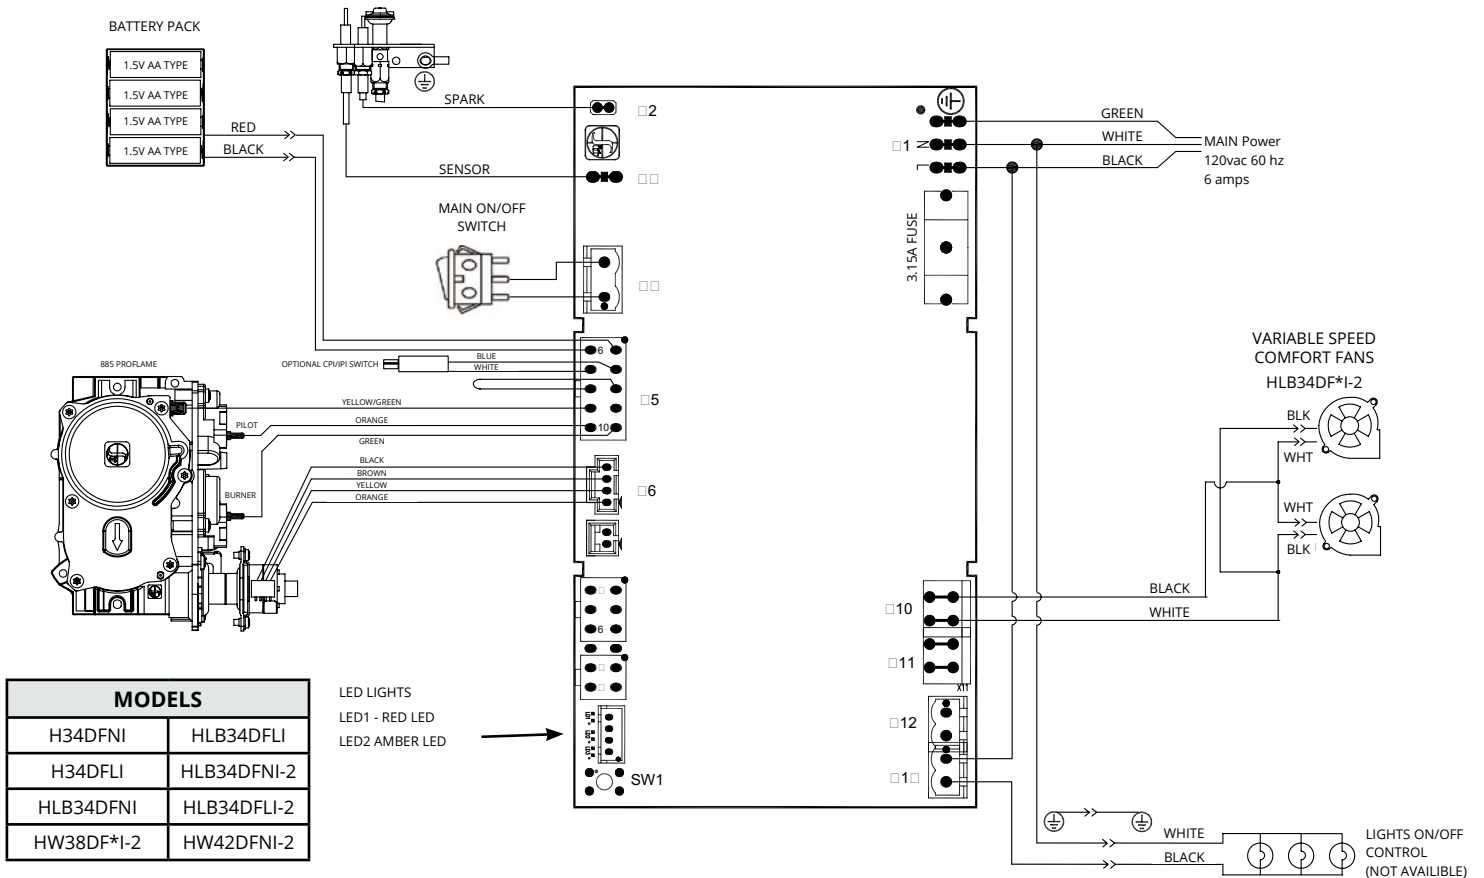 BATTERY PACK
1.5V AA TYPE
1.5V AA TYPE
1.5V AA TYPE
1.5V AA TYPE
RED
BLACK
SPARK
SENSOR
MAIN ON/OFF
SWITCH
885 PROFLAME
OPTIONAL CPI/IPI SWITCH
BLUE
WHITE
YELLOW/GREEN
PILOT
ORANGE
GREEN
BLACK
BROWN
YELLOW
ORANGE
BURNER
□2
□□
□□
6
□5
10
□6
□
6
□
□
SW1
LED LIGHTS
LED1 - RED LED
LED2 AMBER LED
□1
N
L
3.15A FUSE
GREEN
WHITE
BLACK
MAIN Power
120vac 60 hz
6 amps
VARIABLE SPEED
COMFORT FANS
HLB34DF*I-2
BLK
WHT
WHT
BLK
BLACK
WHITE
□10
□11
X11
□12
□1□
WHITE
BLACK
LIGHTS ON/OFF
CONTROL
(NOT AVAILIBLE)
MODELS
H34DFNI HLB34DFLI
H34DFLI HLB34DFNI-2
HLB34DFNI HLB34DFLI-2
HW38DF*I-2 HW42DFNI-2